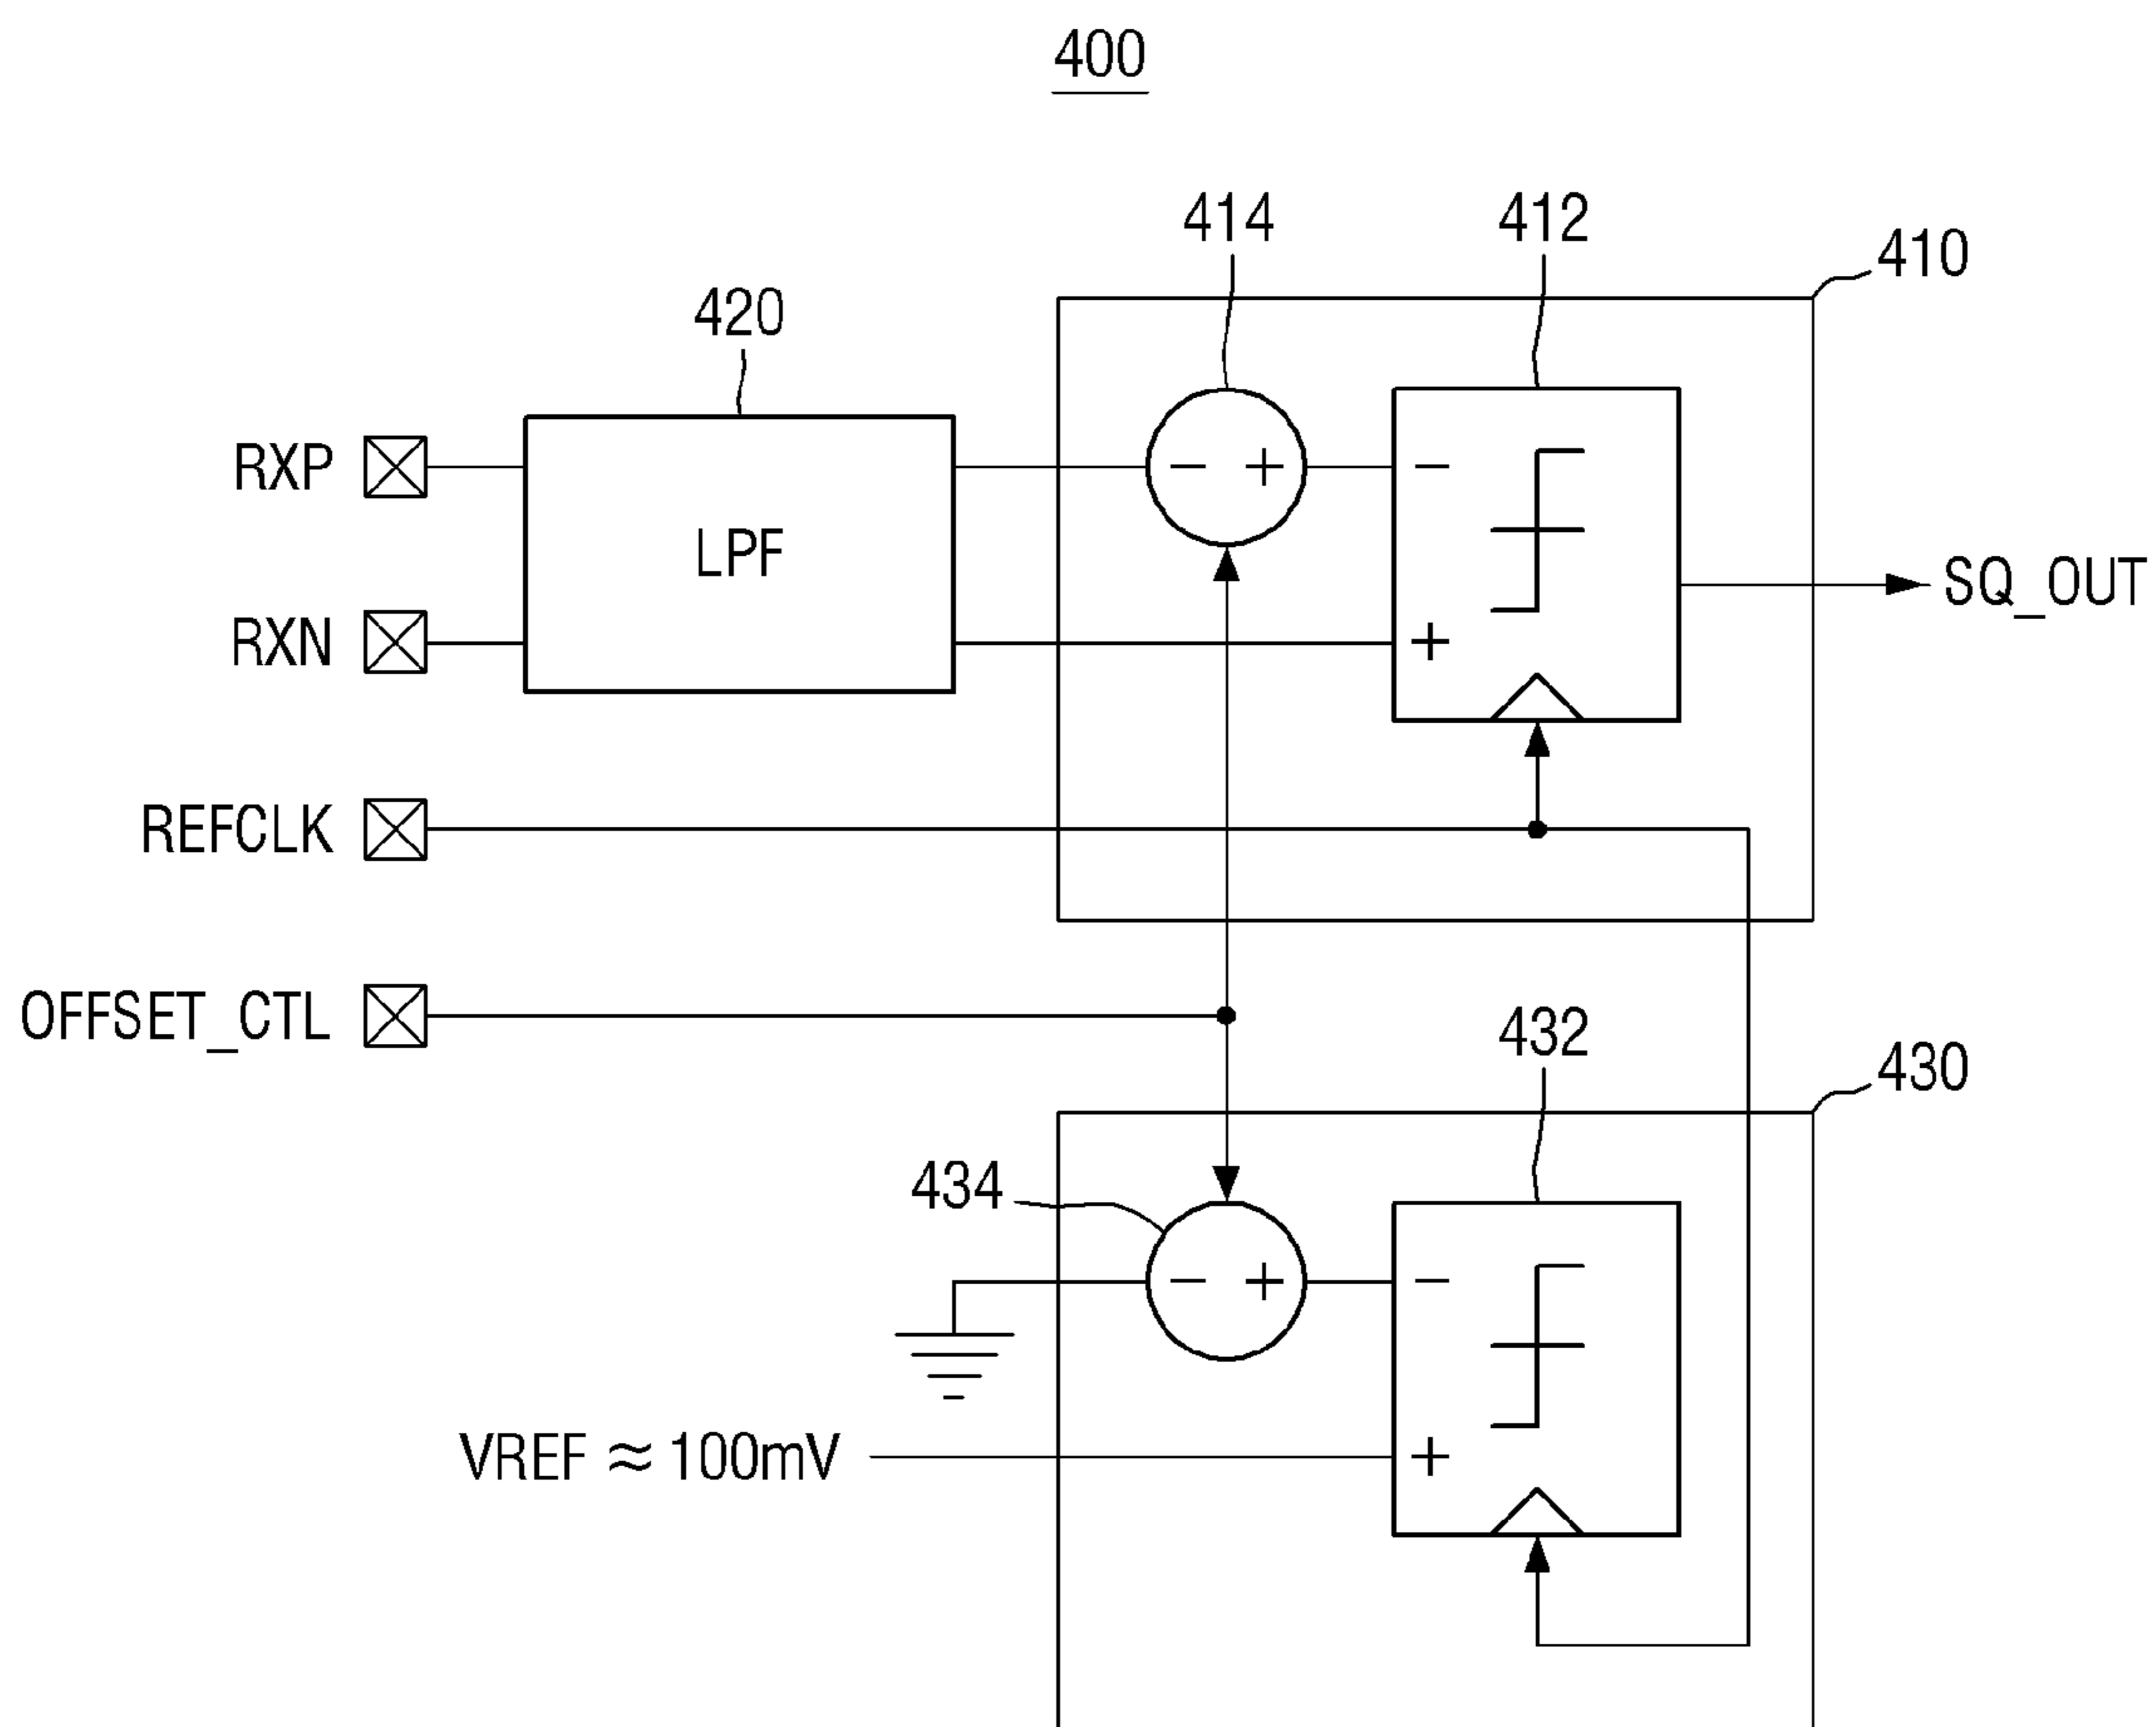 400
414
412
410
420
RXP
− +
−
LPF
SQ_OUT
RXN
+
REFCLK
OFFSET_CTL
432
430
434
− +
−
VREF ≈ 100mV
+